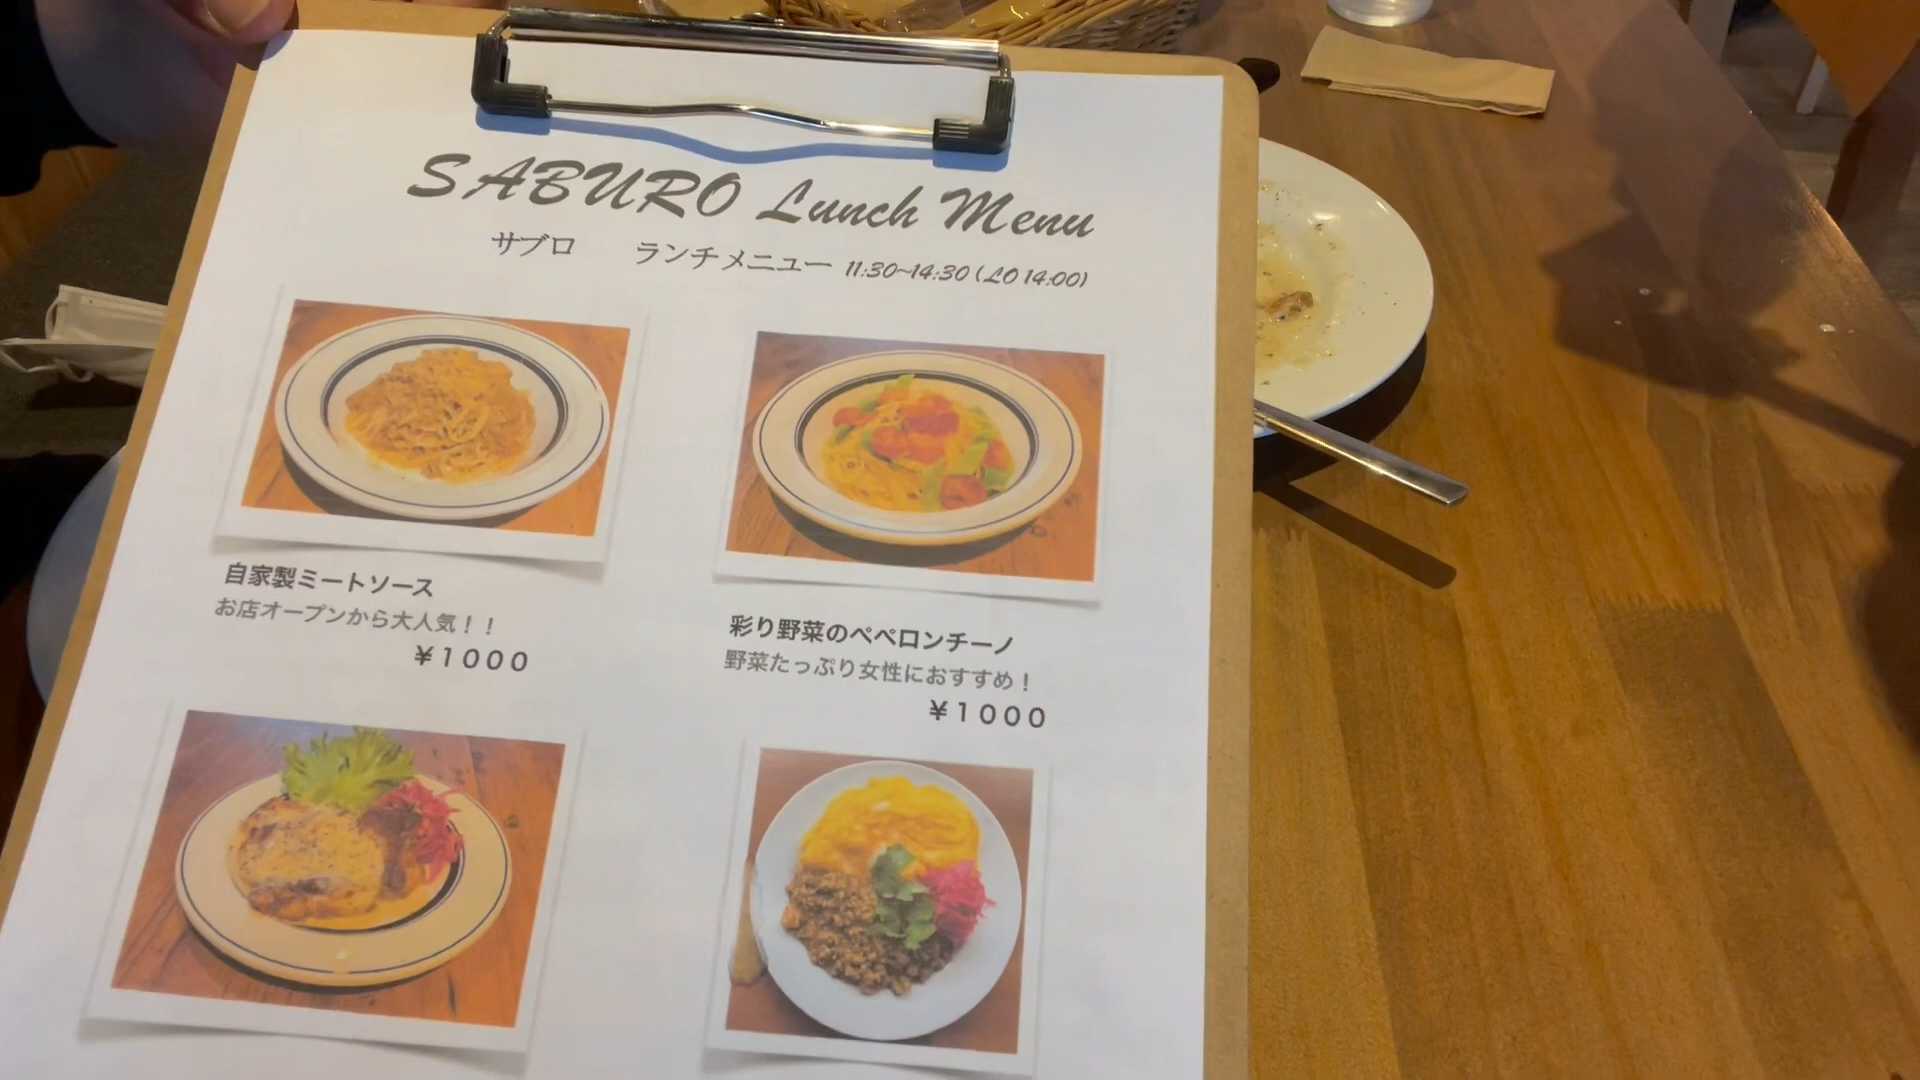 SABURO Lunch Menu
サブロ ランチメニュー 11:30~14:30 (LO 14:00)
自家製ミートソース
お店オープンから大人気！！
￥１０００
彩り野菜のペペロンチーノ
野菜たっぷり女性におすすめ！
￥１０００